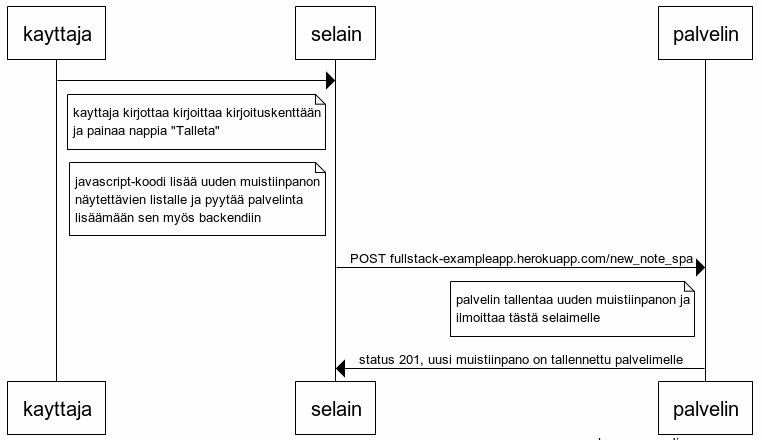 kayttaja
selain
palvelin
kayttaja kirjottaa kirjoittaa kirjoituskenttään
ja painaa nappia "Talleta"
javascript-koodi lisää uuden muistiinpanon
näytettävien listalle ja pyytää palvelinta
lisäämään sen myös backendiin
POST fullstack-exampleapp.herokuapp.com/new_note_spa
palvelin tallentaa uuden muistiinpanon ja
ilmoittaa tästä selaimelle
status 201, uusi muistiinpano on tallennettu palvelimelle
kayttaja
selain
palvelin